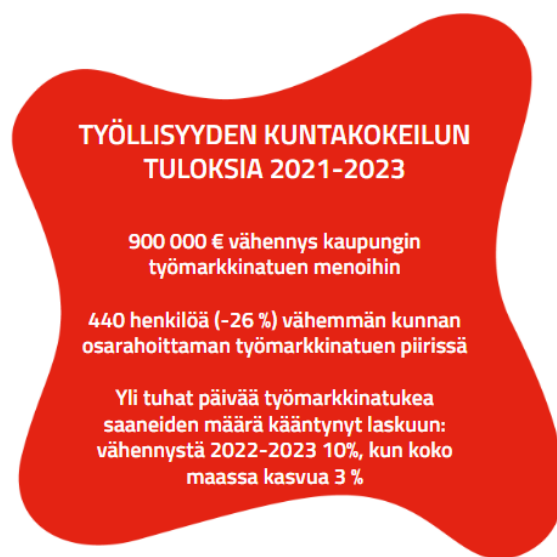 TYÖLLISYYDEN KUNTAKOKEILUN
TULOKSIA 2021-2023
900 000 € vähennys kaupungin
työmarkkinatuen menoihin
440 henkilöä (-26 %) vähemmän kunnan
osarahoittaman työmarkkinatuen piirissä
Yli tuhat päivää työmarkkinatukea
saaneiden määrä kääntynyt laskuun:
vähennystä 2022-2023 10%, kun koko
maassa kasvua 3 %